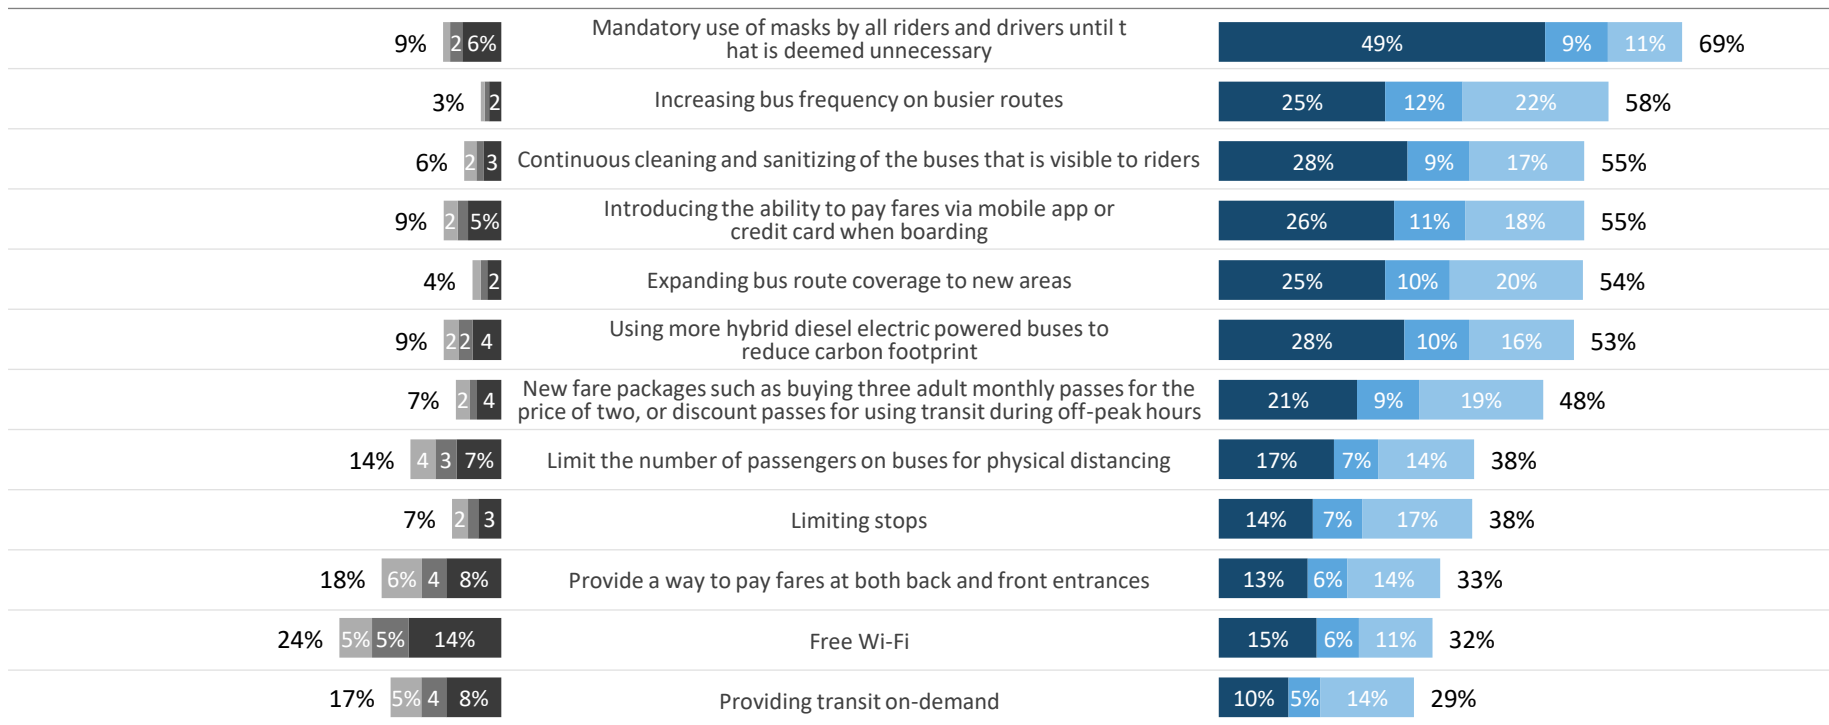 9% 2 6% Mandatory use of masks by all riders and drivers until t
hat is deemed unnecessary 49% 9% 11% 69%
3% 2 Increasing bus frequency on busier routes 25% 12% 22% 58%
6% 2 3 Continuous cleaning and sanitizing of the buses that is visible to riders 28% 9% 17% 55%
9% 2 5% Introducing the ability to pay fares via mobile app or
credit card when boarding 26% 11% 18% 55%
4% 2 Expanding bus route coverage to new areas 25% 10% 20% 54%
9% 2 2 4 Using more hybrid diesel electric powered buses to
reduce carbon footprint 28% 10% 16% 53%
7% 2 4 New fare packages such as buying three adult monthly passes for the
price of two, or discount passes for using transit during off-peak hours 21% 9% 19% 48%
14% 4 3 7% Limit the number of passengers on buses for physical distancing 17% 7% 14% 38%
7% 2 3 Limiting stops 14% 7% 17% 38%
18% 6% 4 8% Provide a way to pay fares at both back and front entrances 13% 6% 14% 33%
24% 5% 5% 14% Free Wi-Fi 15% 6% 11% 32%
17% 5% 4 8% Providing transit on-demand 10% 5% 14% 29%